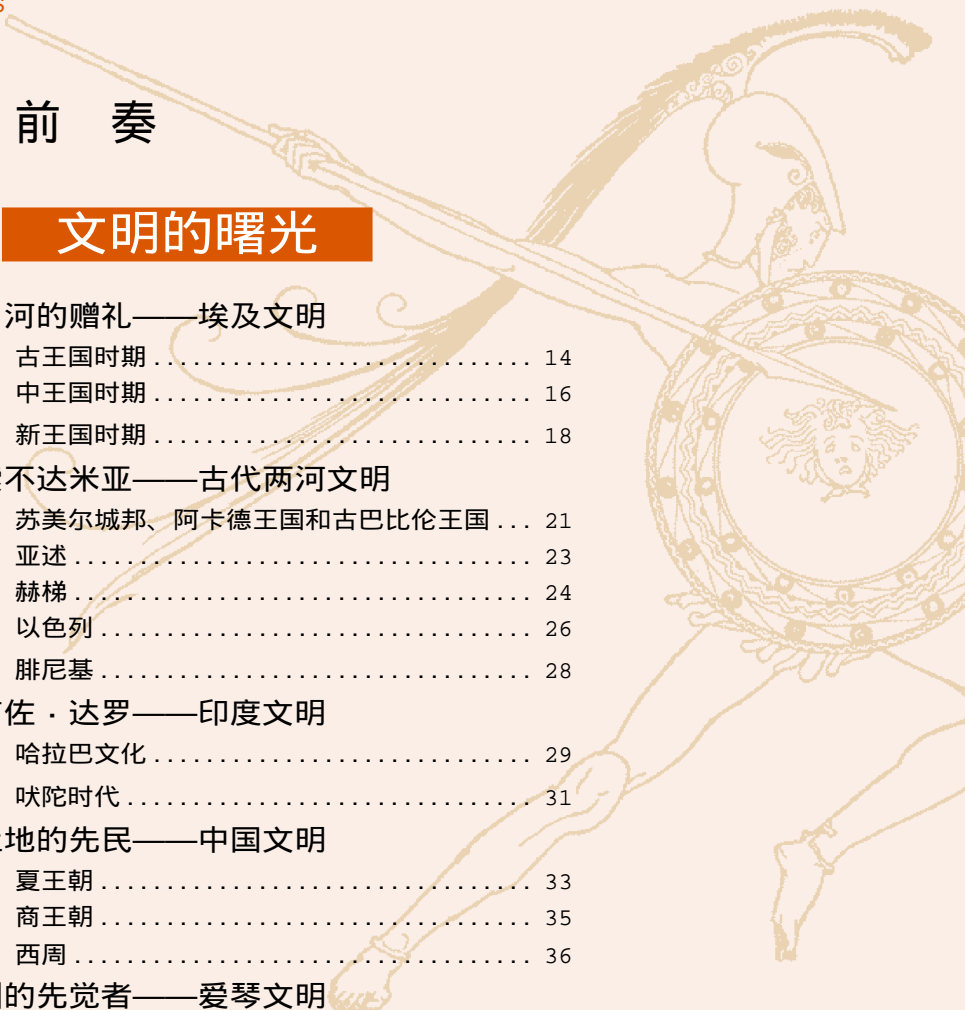 前 奏
文明的曙光
河的赠礼——埃及文明
古王国时期 ............................. 14
中王国时期 ............................. 16
新王国时期 ............................. 18
不达米亚——古代两河文明
苏美尔城邦、阿卡德王国和古巴比伦王国 ... 21
亚述 ................................... 23
赫梯 ................................... 24
以色列 ................................. 26
腓尼基 ................................. 28
佐·达罗——印度文明
哈拉巴文化 ............................. 29
吠陀时代 ............................... 31
地的先民——中国文明
夏王朝 ................................. 33
商王朝 ................................. 35
西周 ................................... 36
的先觉者——爱琴文明